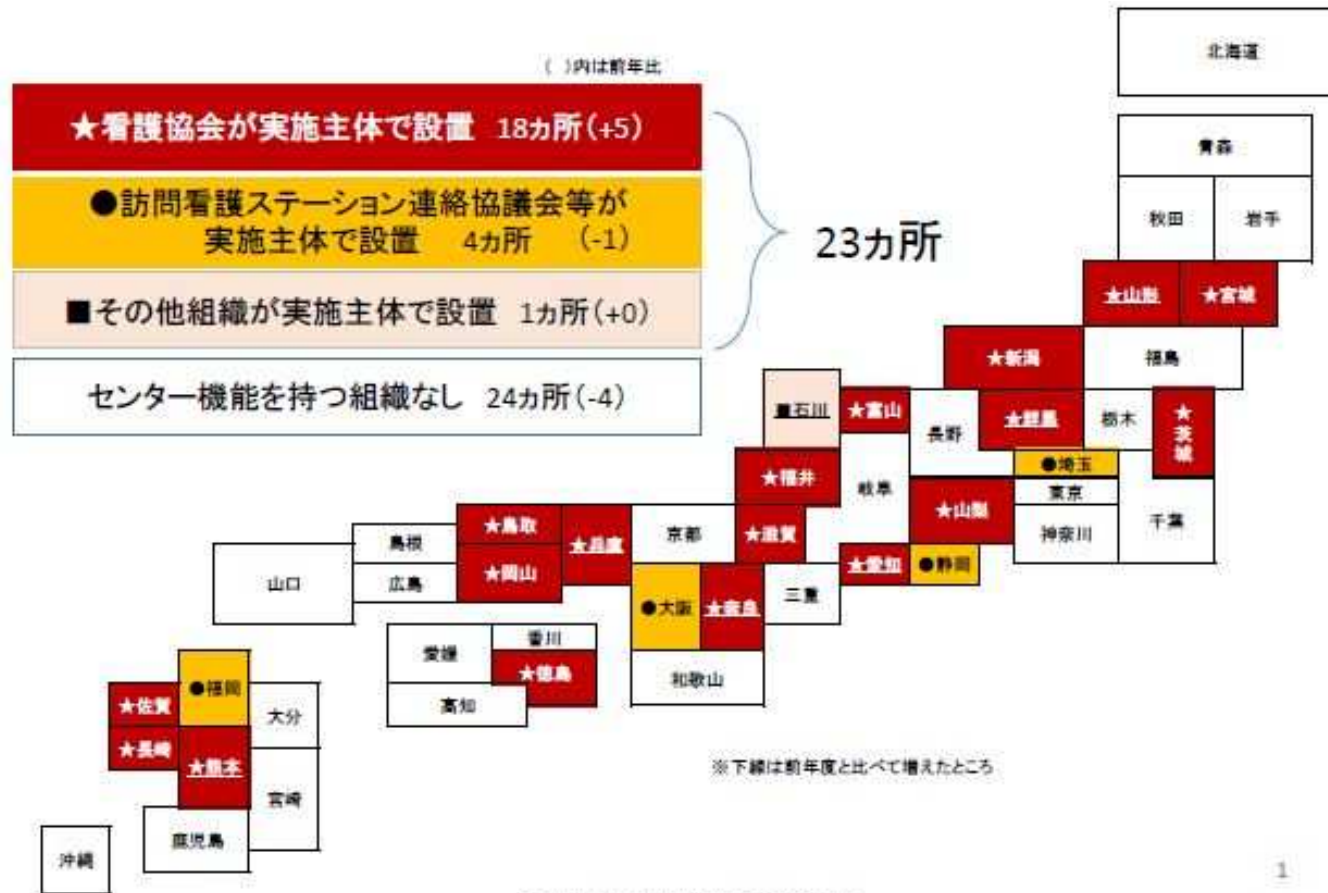 ( )内は前年比
★看護協会が実施主体で設置 18カ所(+5)
●訪問看護ステーション連絡協議会等が
実施主体で設置 4カ所 (-1)
■その他組織が実施主体で設置 1カ所(+0)
センター機能を持つ組織なし 24カ所(-4)
23カ所
北海道
青森
秋田
岩手
★山形
★宮城
★新潟
福島
■石川
★富山
長野
★群馬
栃木
★茨城
●埼玉
★福井
岐阜
★山梨
東京
神奈川
千葉
★鳥取
★兵庫
京都
★滋賀
島根
★岡山
山口
広島
★愛知
●静岡
●大阪
★奈良
三重
愛媛
香川
★徳島
高知
和歌山
●福岡
★佐賀
大分
★長崎
★熊本
宮崎
鹿児島
沖縄
※下線は前年度と比べて増えたところ
1